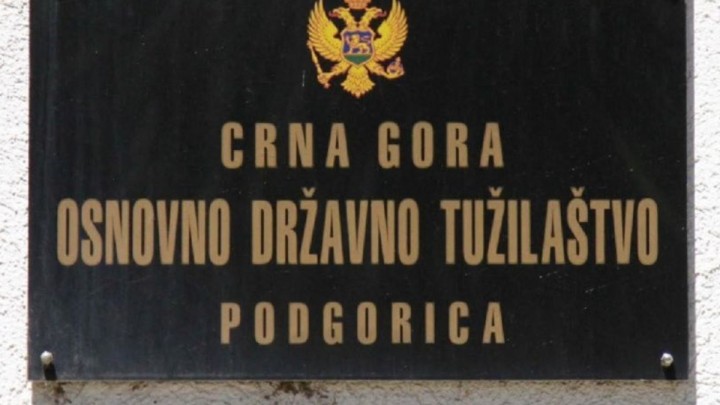 CRNA GORA
OSNOVNO DRŽAVNO TUŽILAŠTVO
PODGORICA